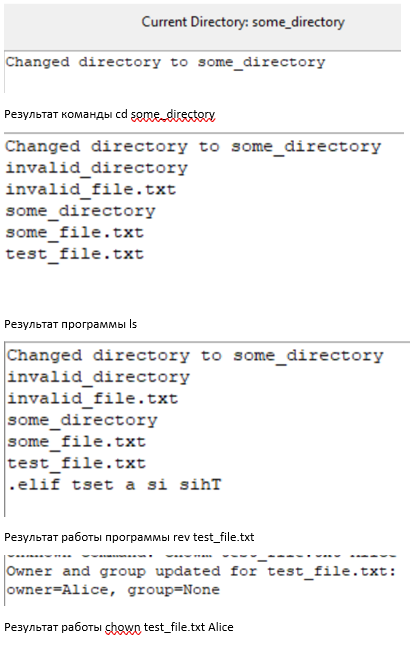 Current Directory: some_directory
Changed directory to some_directory
Результат команды cd some_directory
Changed directory to some_directory
invalid_directory
invalid_file.txt
some_directory
some_file.txt
test_file.txt
Результат программы ls
Changed directory to some_directory
invalid_directory
invalid_file.txt
some_directory
some_file.txt
test_file.txt
.elif tset a si sihT
Результат работы программы rev test_file.txt
Owner and group updated for test_file.txt:
owner=Alice, group=None
Результат работы chown test_file.txt Alice